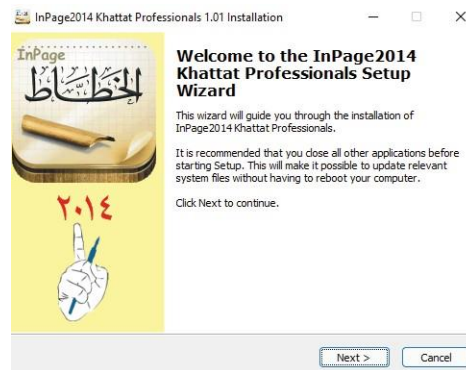 InPage2014 Khattat Professionals 1.01 Installation
InPage
الخطاط
٢٠١٤
Welcome to the InPage2014
Khattat Professionals Setup
Wizard
This wizard will guide you through the installation of
InPage2014 Khattat Professionals.
It is recommended that you close all other applications before
starting Setup. This will make it possible to update relevant
system files without having to reboot your computer.
Click Next to continue.
Next >
Cancel